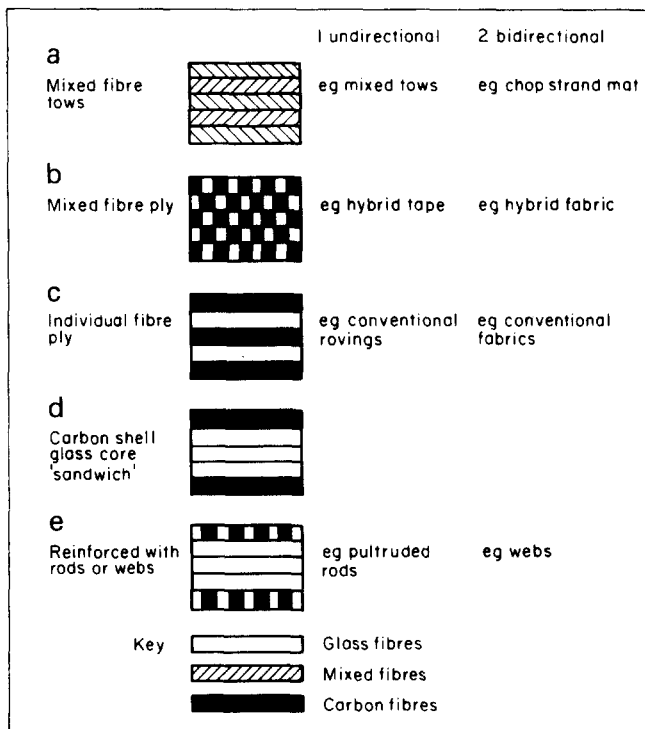 1 undirectional 2 bidirectional
a
Mixed fibre eg mixed tows eg chop strand mat
tows
b
Mixed fibre ply eg hybrid tape eg hybrid fabric
c
Individual fibre eg conventional eg conventional
ply rovings fabrics
d
Carbon shell
glass core
'sandwich'
e
Reinforced with eg pultruded eg webs
rods or webs rods
Key Glass fibres
Mixed fibres
Carbon fibres